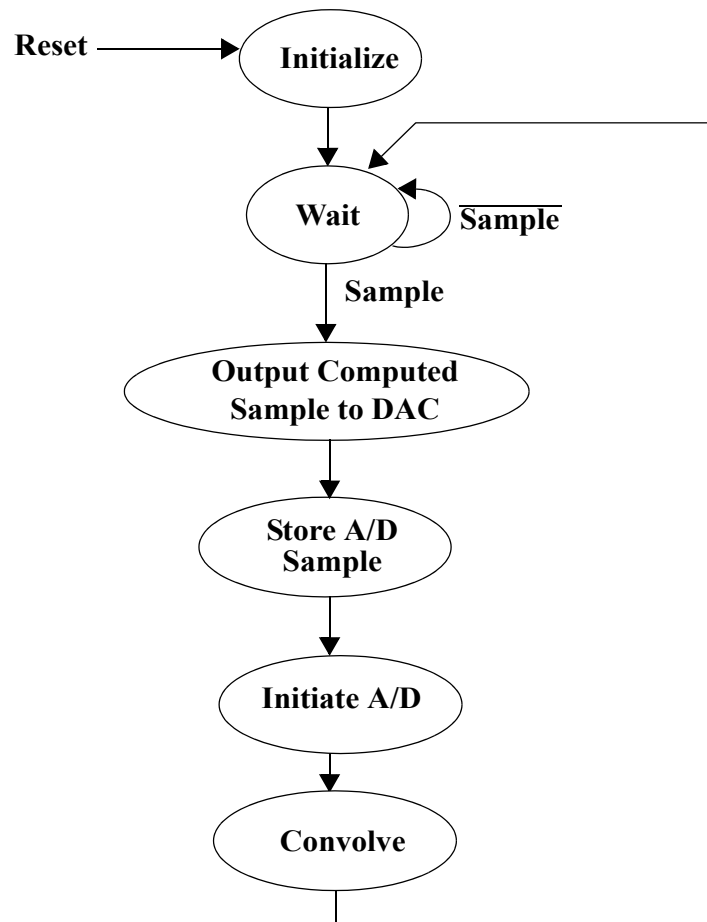 Reset
Initialize
Wait
Sample
Sample
Output Computed
Sample to DAC
Store A/D
Sample
Initiate A/D
Convolve